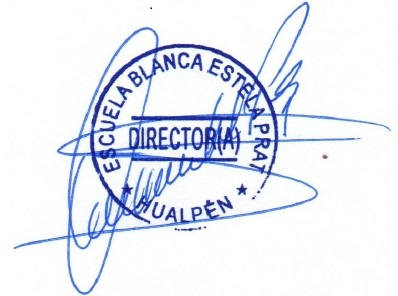 ESCUELA BLANCA ESTELA PRAT
DIRECTOR(A)
★ HUALPÉN ★